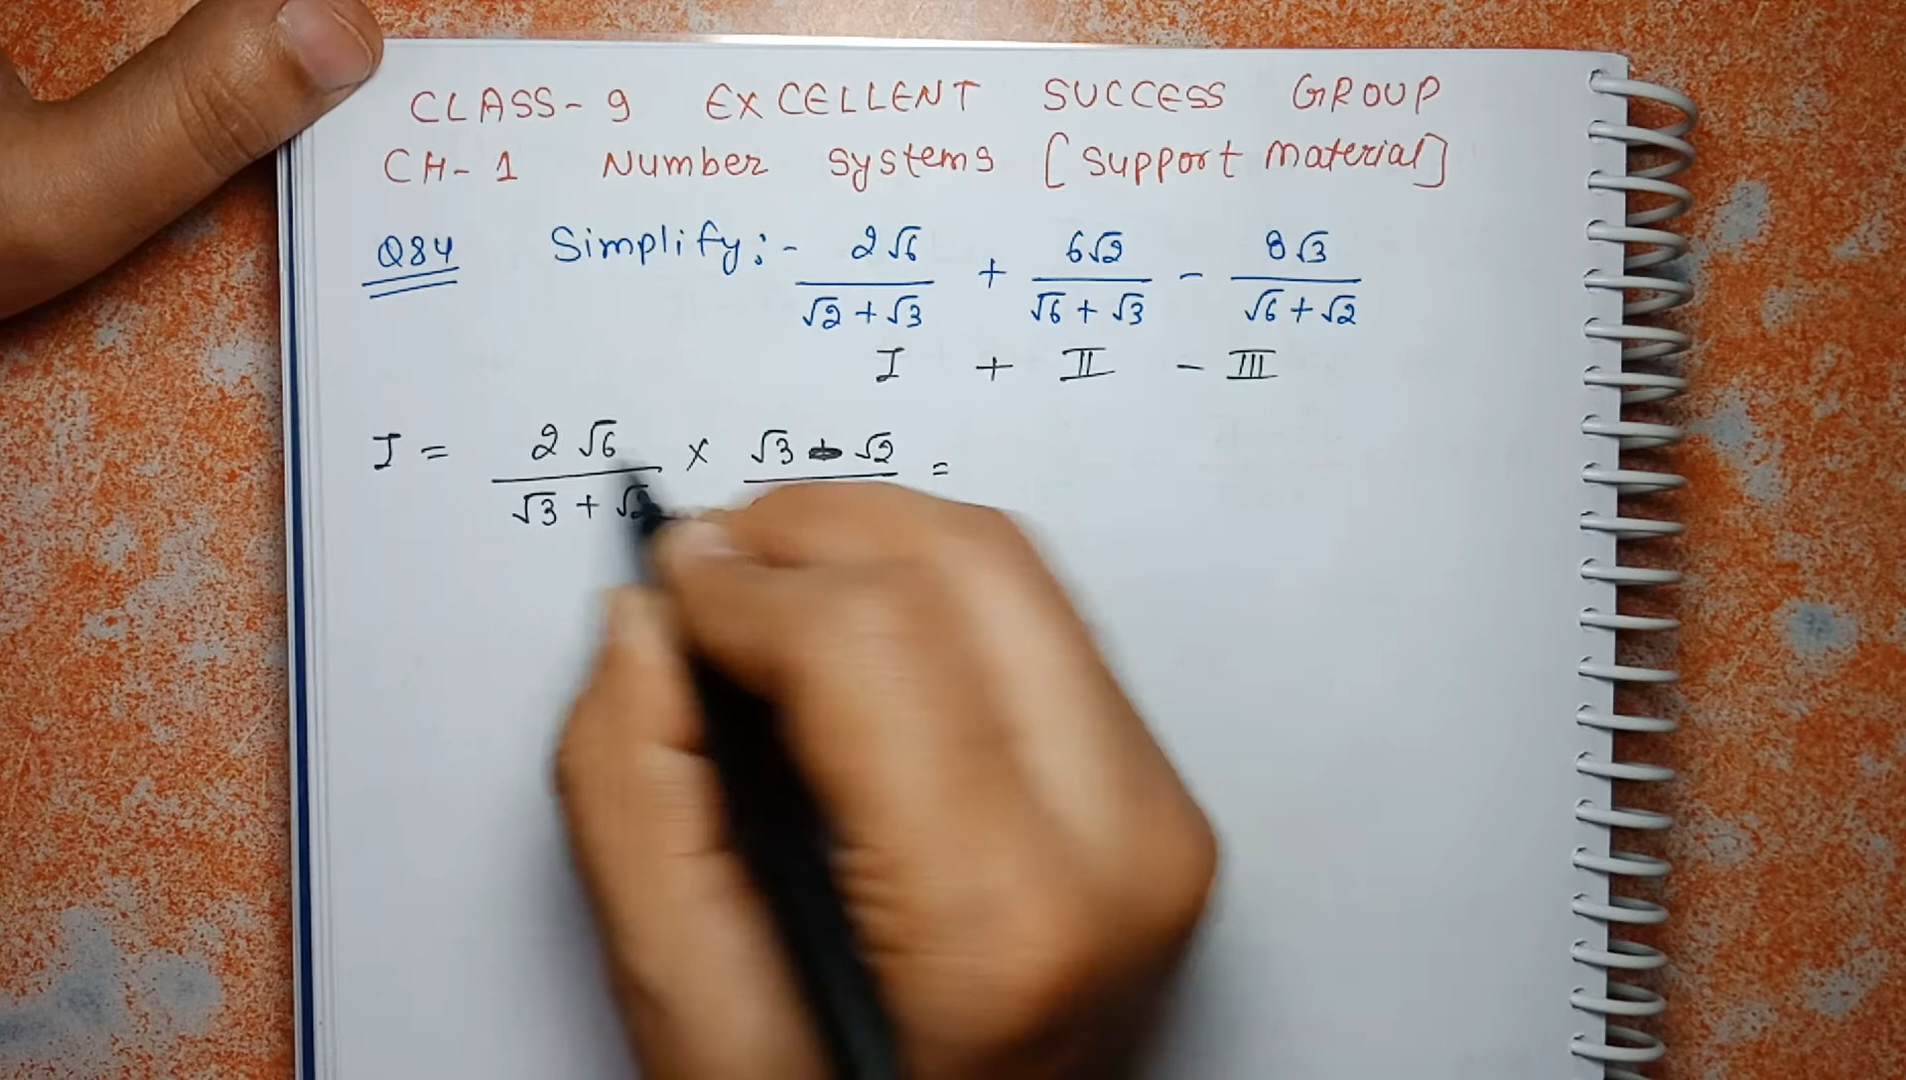 CLASS-9 EXCELLENT SUCCESS GROUP
CH-1 Number systems [support material]
Q84 Simplify:- 2√6/(√2+√3) + 6√2/(√6+√3) - 8√3/(√6+√2)
I + II - III
I = 2√6/(√3+√2) × √3-√2 =